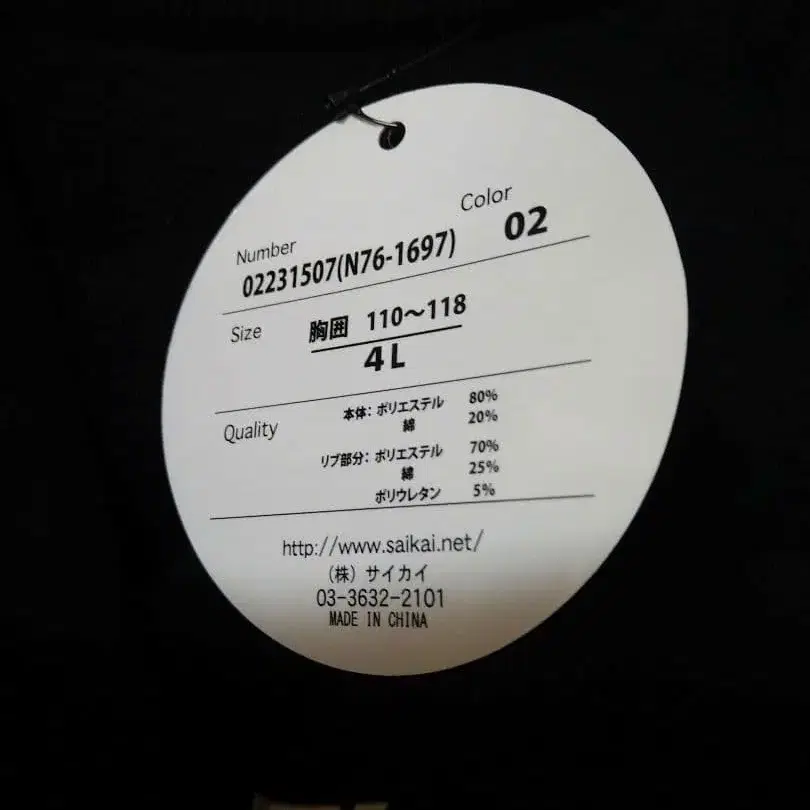 Number
Color
02231507(N76-1697)
02
Size
胸囲 110〜118
4L
Quality
本体: ポリエステル 80%
綿 20%
リブ部分: ポリエステル 70%
綿 25%
ポリウレタン 5%
http://www.saikai.net/
(株) サイカイ
03-3632-2101
MADE IN CHINA